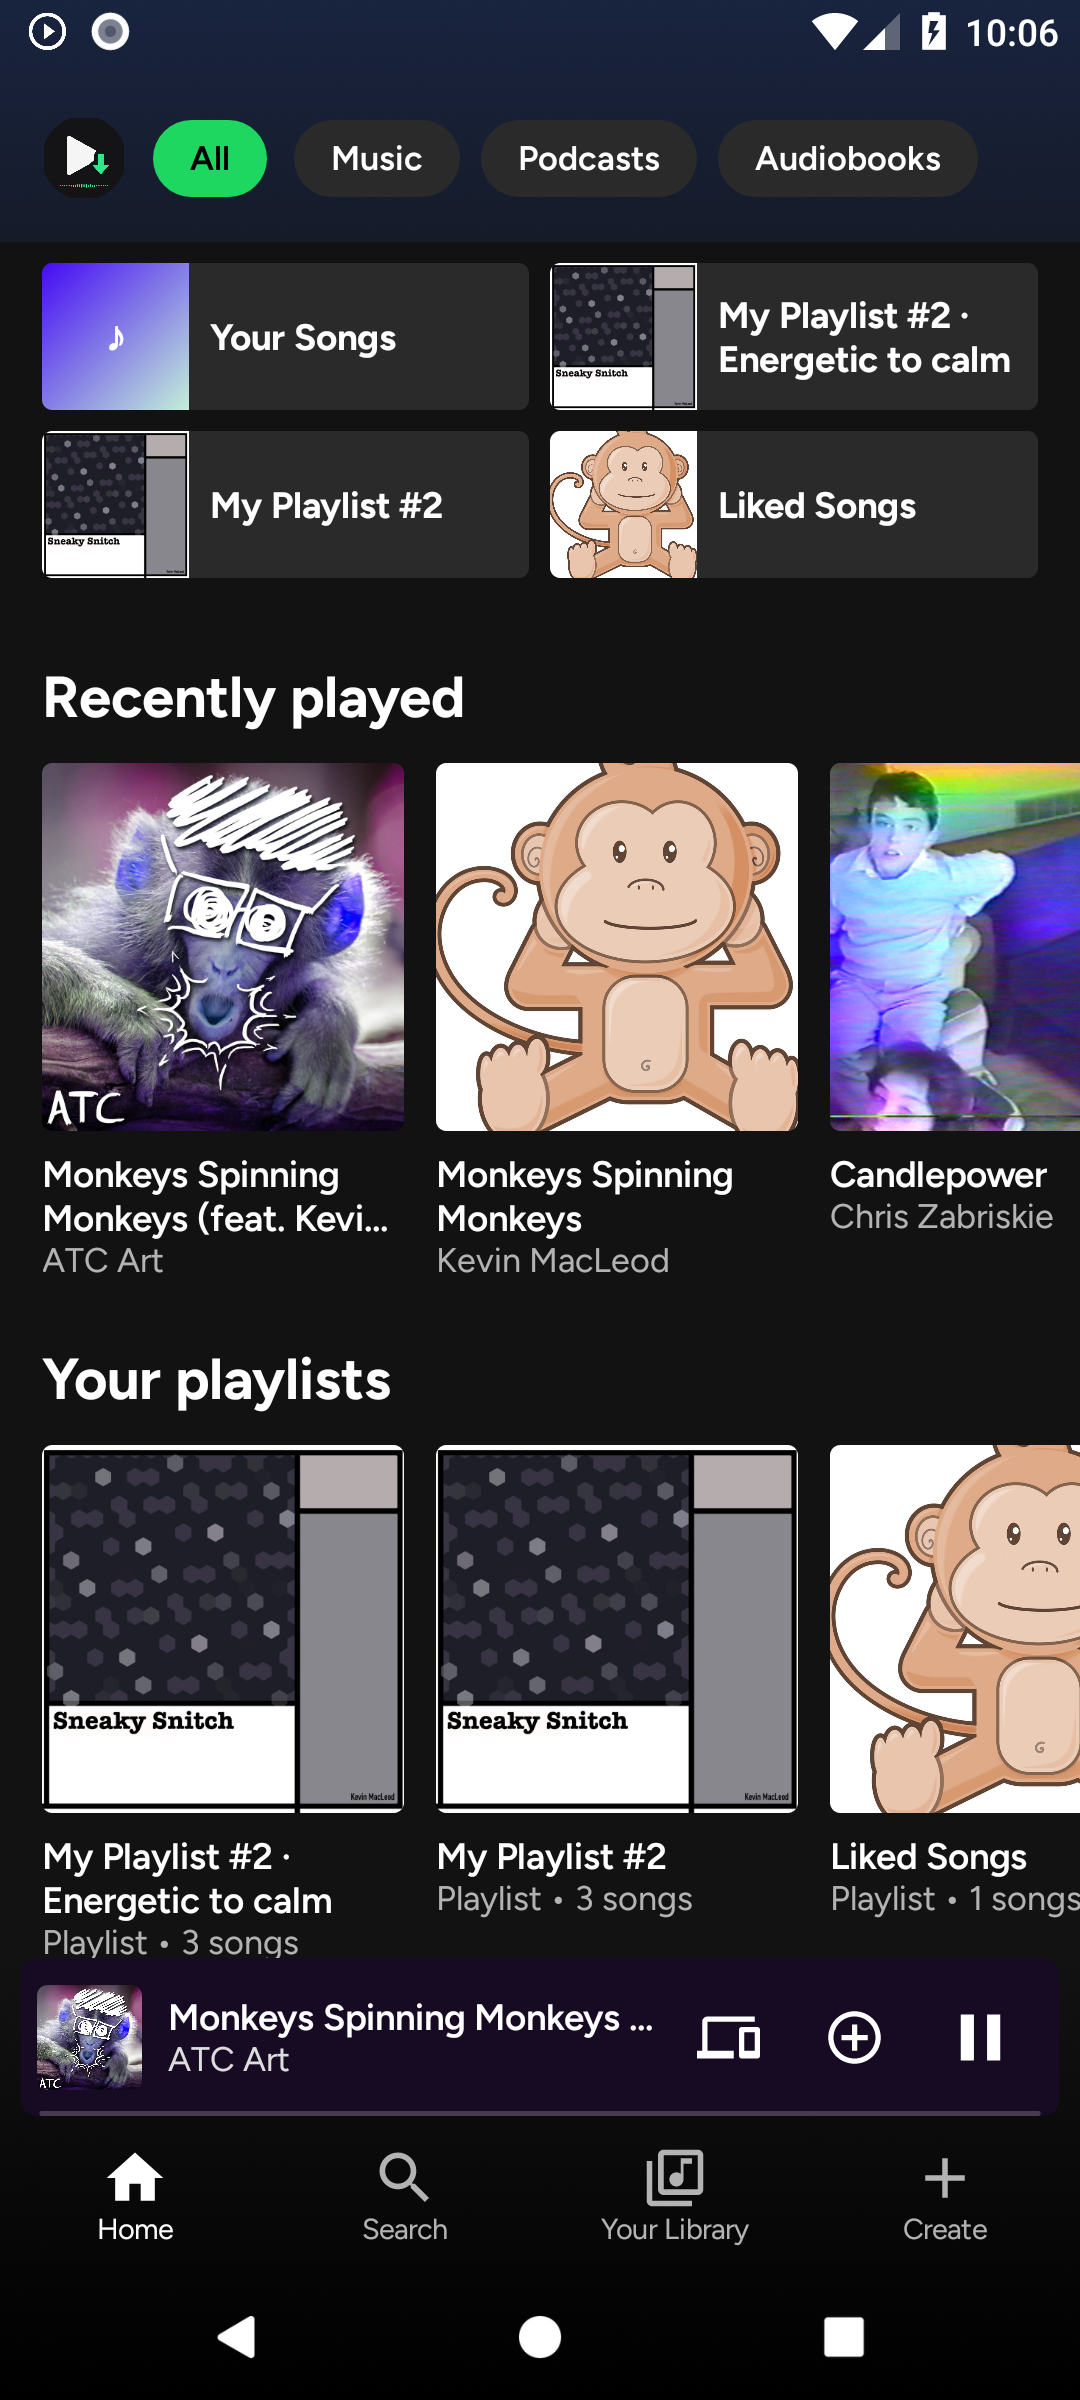 10:06
All
Music
Podcasts
Audiobooks
Your Songs
Sneaky Snitch
Kevin MacLeod
My Playlist #2 ·
Energetic to calm
Sneaky Snitch
Kevin MacLeod
My Playlist #2
G
Liked Songs
Recently played
ATC
G
Monkeys Spinning
Monkeys (feat. Kevi...
ATC Art
Monkeys Spinning
Monkeys
Kevin MacLeod
Candlepower
Chris Zabriskie
Your playlists
Sneaky Snitch
Kevin MacLeod
Sneaky Snitch
Kevin MacLeod
G
My Playlist #2 ·
Energetic to calm
Playlist • 3 songs
My Playlist #2
Playlist • 3 songs
Liked Songs
Playlist • 1 songs
ATC
Monkeys Spinning Monkeys ...
ATC Art
Home
Search
Your Library
Create